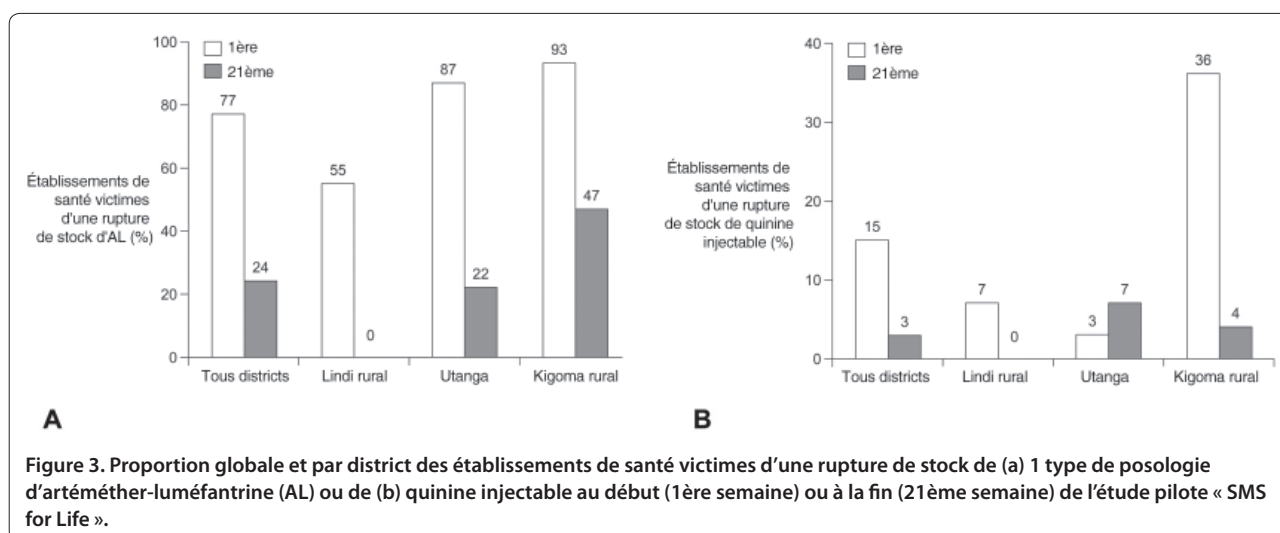 100
80
60
40
20
0
1ère
21ème
77
24
55
0
87
22
93
47
Établissements de
santé victimes
d'une rupture
de stock d'AL (%)
Tous districts
Lindi rural
Utanga
Kigoma rural
A
40
30
20
10
0
1ère
21ème
15
3
7
0
3
7
36
4
Établissements de
santé victimes
d'une rupture
de stock de quinine
injectable (%)
Tous districts
Lindi rural
Utanga
Kigoma rural
B
Figure 3. Proportion globale et par district des établissements de santé victimes d’une rupture de stock de (a) 1 type de posologie
d’artéméther-luméfantrine (AL) ou de (b) quinine injectable au début (1ère semaine) ou à la fin (21ème semaine) de l’étude pilote « SMS
for Life ».